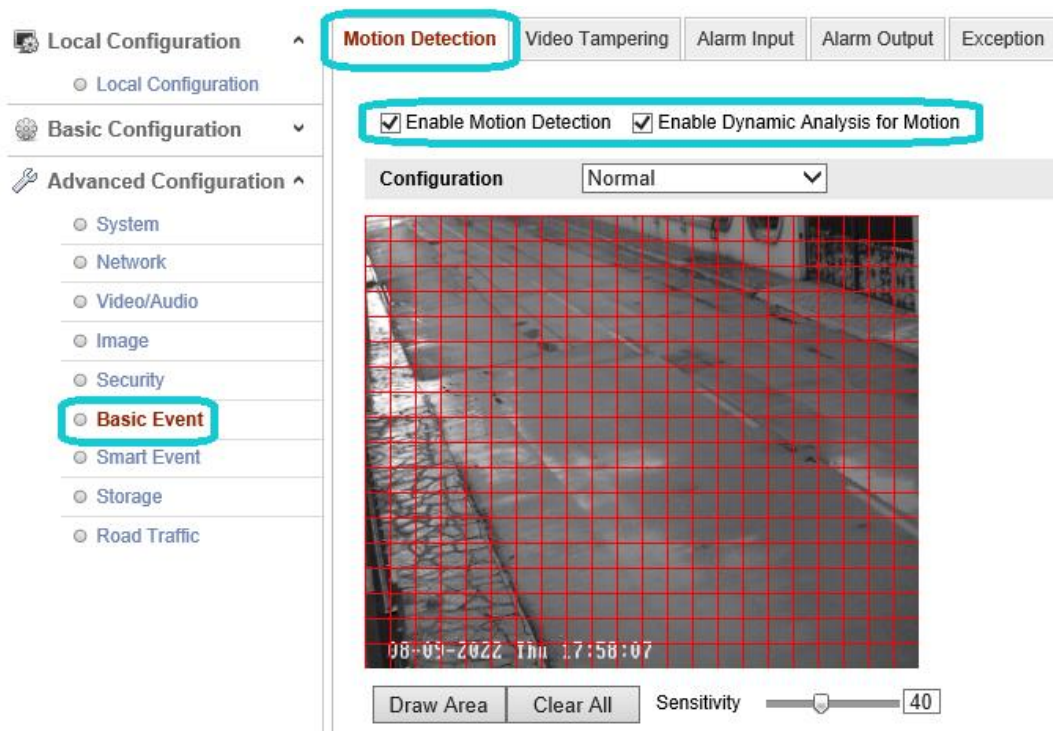 Local Configuration
Local Configuration
Basic Configuration
Advanced Configuration
System
Network
Video/Audio
Image
Security
Basic Event
Smart Event
Storage
Road Traffic
Motion Detection Video Tampering Alarm Input Alarm Output Exception
Enable Motion Detection Enable Dynamic Analysis for Motion
Configuration Normal
08-09-2022 Thu 17:58:07
Draw Area Clear All Sensitivity 40